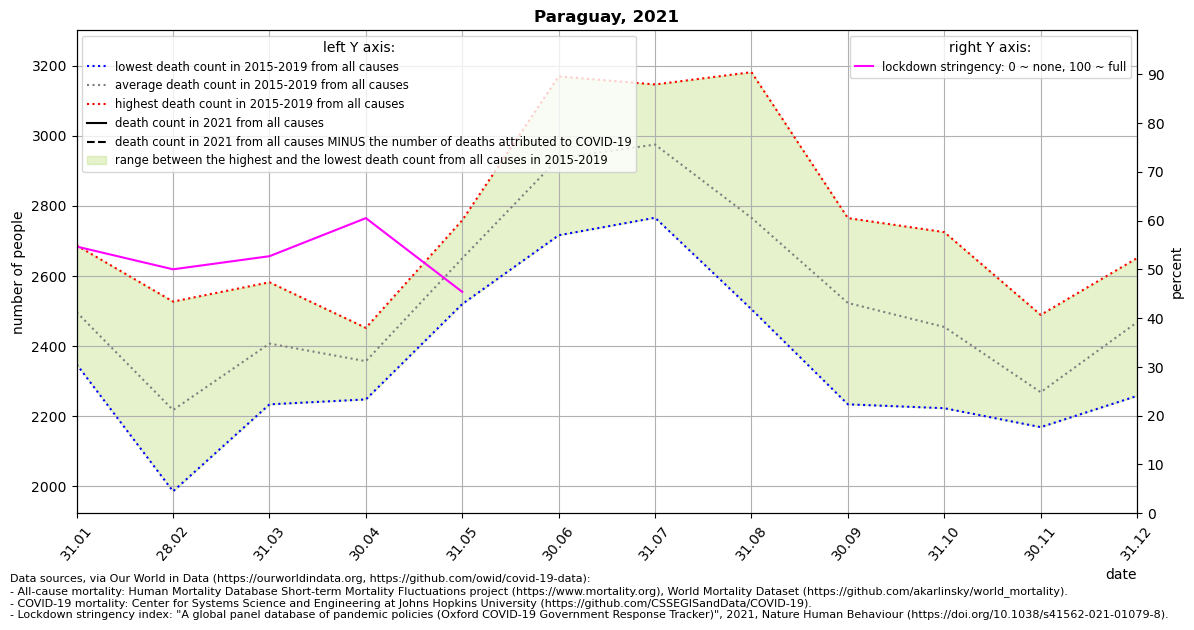 Paraguay, 2021
left Y axis:
lowest death count in 2015-2019 from all causes
average death count in 2015-2019 from all causes
highest death count in 2015-2019 from all causes
death count in 2021 from all causes
death count in 2021 from all causes MINUS the number of deaths attributed to COVID-19
range between the highest and the lowest death count from all causes in 2015-2019
right Y axis:
lockdown stringency: 0 ~ none, 100 ~ full
number of people
3200
3000
2800
2600
2400
2200
2000
percent
90
80
70
60
50
40
30
20
10
0
31.01
28.02
31.03
30.04
31.05
30.06
31.07
31.08
30.09
31.10
30.11
31.12
date
Data sources, via Our World in Data (https://ourworldindata.org, https://github.com/owid/covid-19-data):
- All-cause mortality: Human Mortality Database Short-term Mortality Fluctuations project (https://www.mortality.org), World Mortality Dataset (https://github.com/akarlinsky/world_mortality).
- COVID-19 mortality: Center for Systems Science and Engineering at Johns Hopkins University (https://github.com/CSSEGISandData/COVID-19).
- Lockdown stringency index: "A global panel database of pandemic policies (Oxford COVID-19 Government Response Tracker)", 2021, Nature Human Behaviour (https://doi.org/10.1038/s41562-021-01079-8).